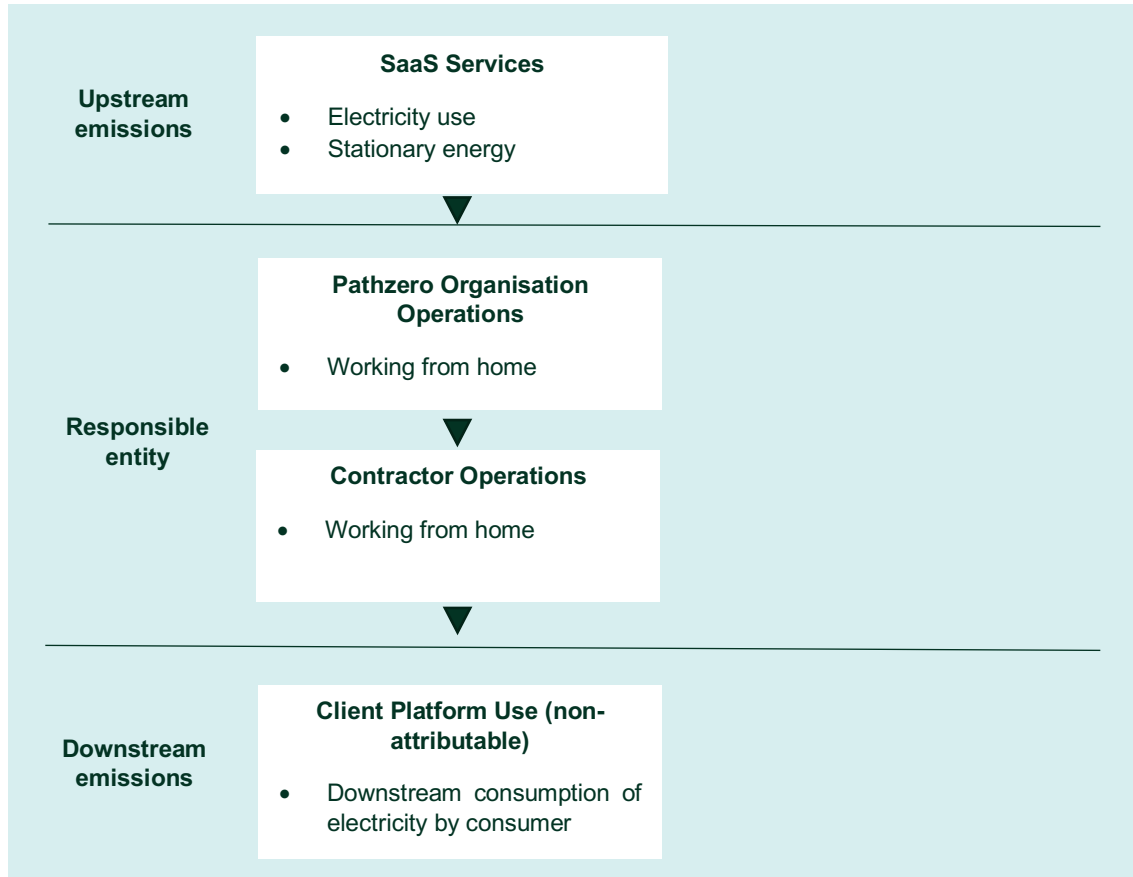 Upstream
emissions
SaaS Services
• Electricity use
• Stationary energy
Responsible
entity
Pathzero Organisation
Operations
• Working from home
Contractor Operations
• Working from home
Downstream
emissions
Client Platform Use (non-
attributable)
• Downstream consumption of
electricity by consumer